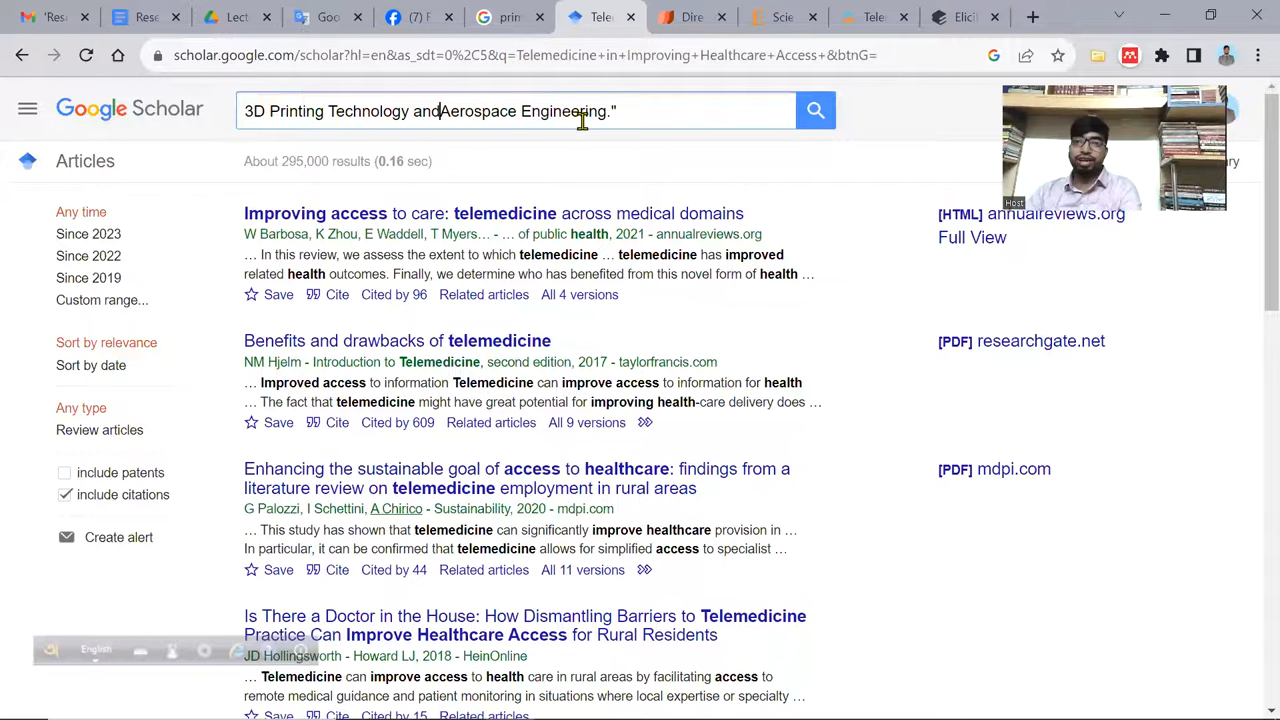 'Res
Rese
Lect
Goo
(7) F
prin
Tele
Dire
Scie
Tele
Elici
scholar.google.com/scholar?hl=en&as_sdt=0%2C5&q=Telemedicine+in+Improving+Healthcare+Access+&btnG=
Google Scholar
3D Printing Technology andAerospace Engineering."
Articles
About 295,000 results (0.16 sec)
Host
Any time
Since 2023
Since 2022
Since 2019
Custom range...
Sort by relevance
Sort by date
Any type
Review articles
include patents
include citations
Create alert
Improving access to care: telemedicine across medical domains
W Barbosa, K Zhou, E Waddell, T Myers… - … of public health, 2021 - annualreviews.org
… In this review, we assess the extent to which telemedicine … telemedicine has improved
related health outcomes. Finally, we determine who has benefited from this novel form of health …
Save Cite Cited by 96 Related articles All 4 versions
[HTML] annualreviews.org
Full View
Benefits and drawbacks of telemedicine
NM Hjelm - Introduction to Telemedicine, second edition, 2017 - taylorfrancis.com
… Improved access to information Telemedicine can improve access to information for health
… The fact that telemedicine might have great potential for improving health-care delivery does …
Save Cite Cited by 609 Related articles All 9 versions
[PDF] researchgate.net
Enhancing the sustainable goal of access to healthcare: findings from a
literature review on telemedicine employment in rural areas
G Palozzi, I Schettini, A Chirico - Sustainability, 2020 - mdpi.com
… This study has shown that telemedicine can significantly improve healthcare provision in …
In particular, it can be confirmed that telemedicine allows for simplified access to specialist …
Save Cite Cited by 44 Related articles All 11 versions
[PDF] mdpi.com
Is There a Doctor in the House: How Dismantling Barriers to Telemedicine
Practice Can Improve Healthcare Access for Rural Residents
JD Hollingsworth - Howard LJ, 2018 - HeinOnline
… Telemedicine can improve access to health care in rural areas by facilitating access to
remote medical guidance and patient monitoring in situations where local expertise or specialty …
Save Cite Cited by 15 Related articles
English